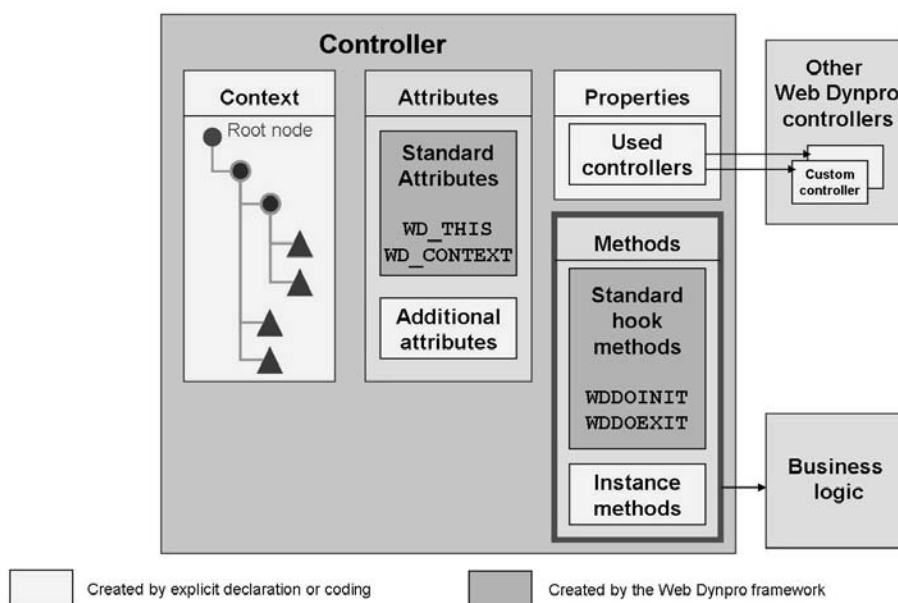 Controller
Context
Root node
Attributes
Standard
Attributes
WD_THIS
WD_CONTEXT
Additional
attributes
Properties
Used
controllers
Methods
Standard
hook
methods
WDDOINIT
WDDOEXIT
Instance
methods
Other
Web Dynpro
controllers
Custom
controller
Business
logic
Created by explicit declaration or coding
Created by the Web Dynpro framework